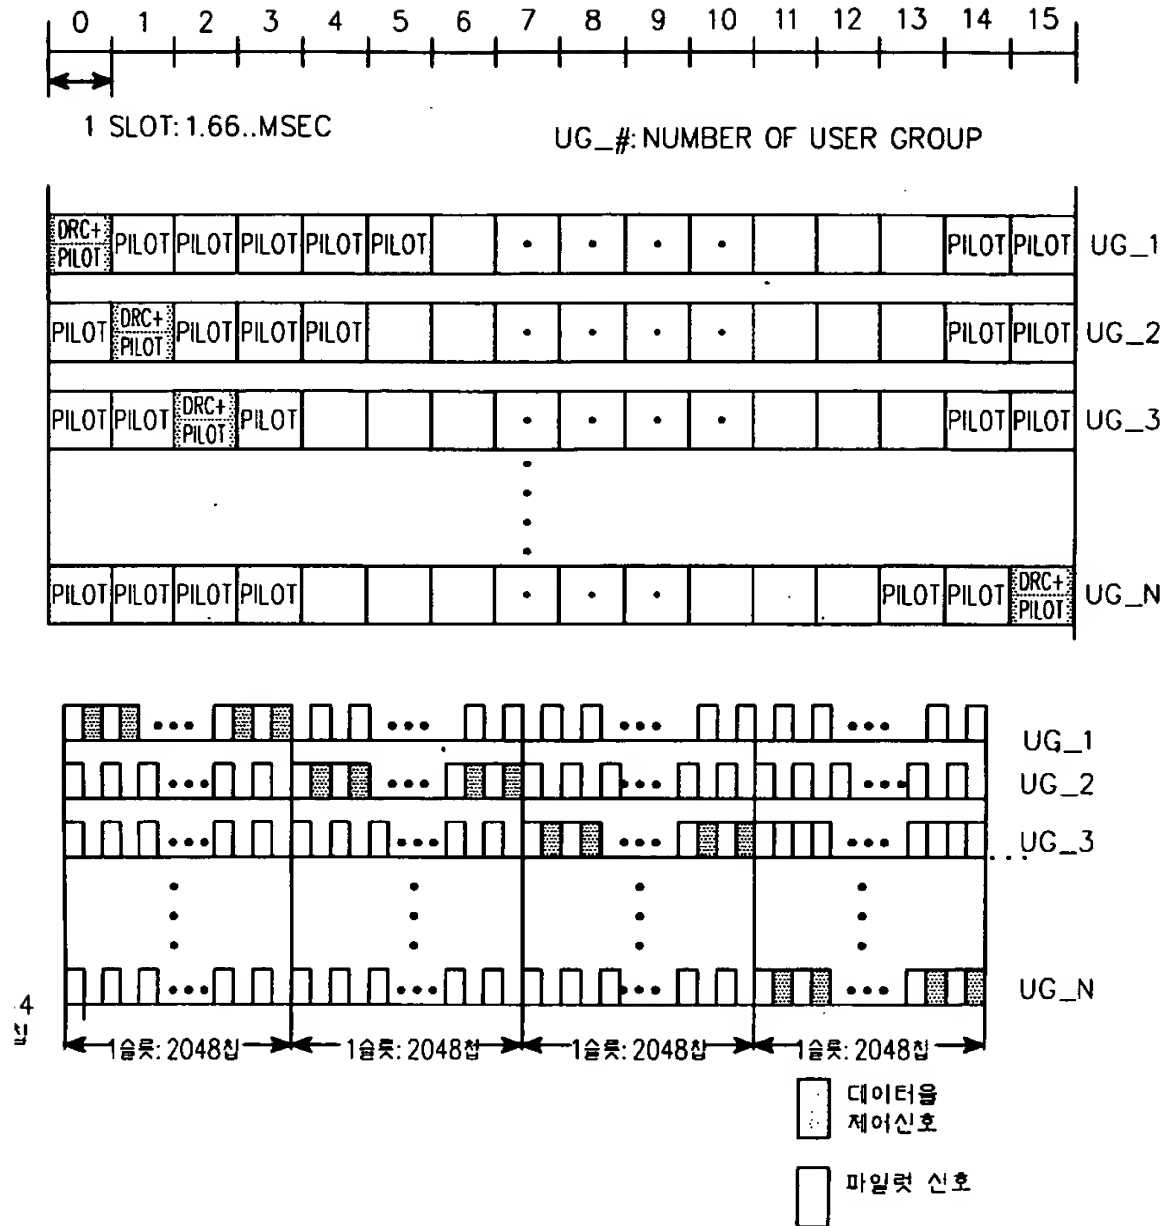 0 1 2 3 4 5 6 7 8 9 10 11 12 13 14 15
1 SLOT: 1.66..MSEC
UG_#: NUMBER OF USER GROUP
DRC+ PILOT PILOT PILOT PILOT PILOT PILOT PILOT PILOT UG_1
PILOT DRC+ PILOT PILOT PILOT PILOT PILOT PILOT UG_2
PILOT PILOT DRC+ PILOT PILOT PILOT PILOT UG_3
PILOT PILOT PILOT PILOT PILOT PILOT DRC+ PILOT UG_N
UG_1
UG_2
UG_3
UG_N
4
1슬롯: 2048칩 1슬롯: 2048칩 1슬롯: 2048칩 1슬롯: 2048칩
데이터율
제어신호
파일럿 신호